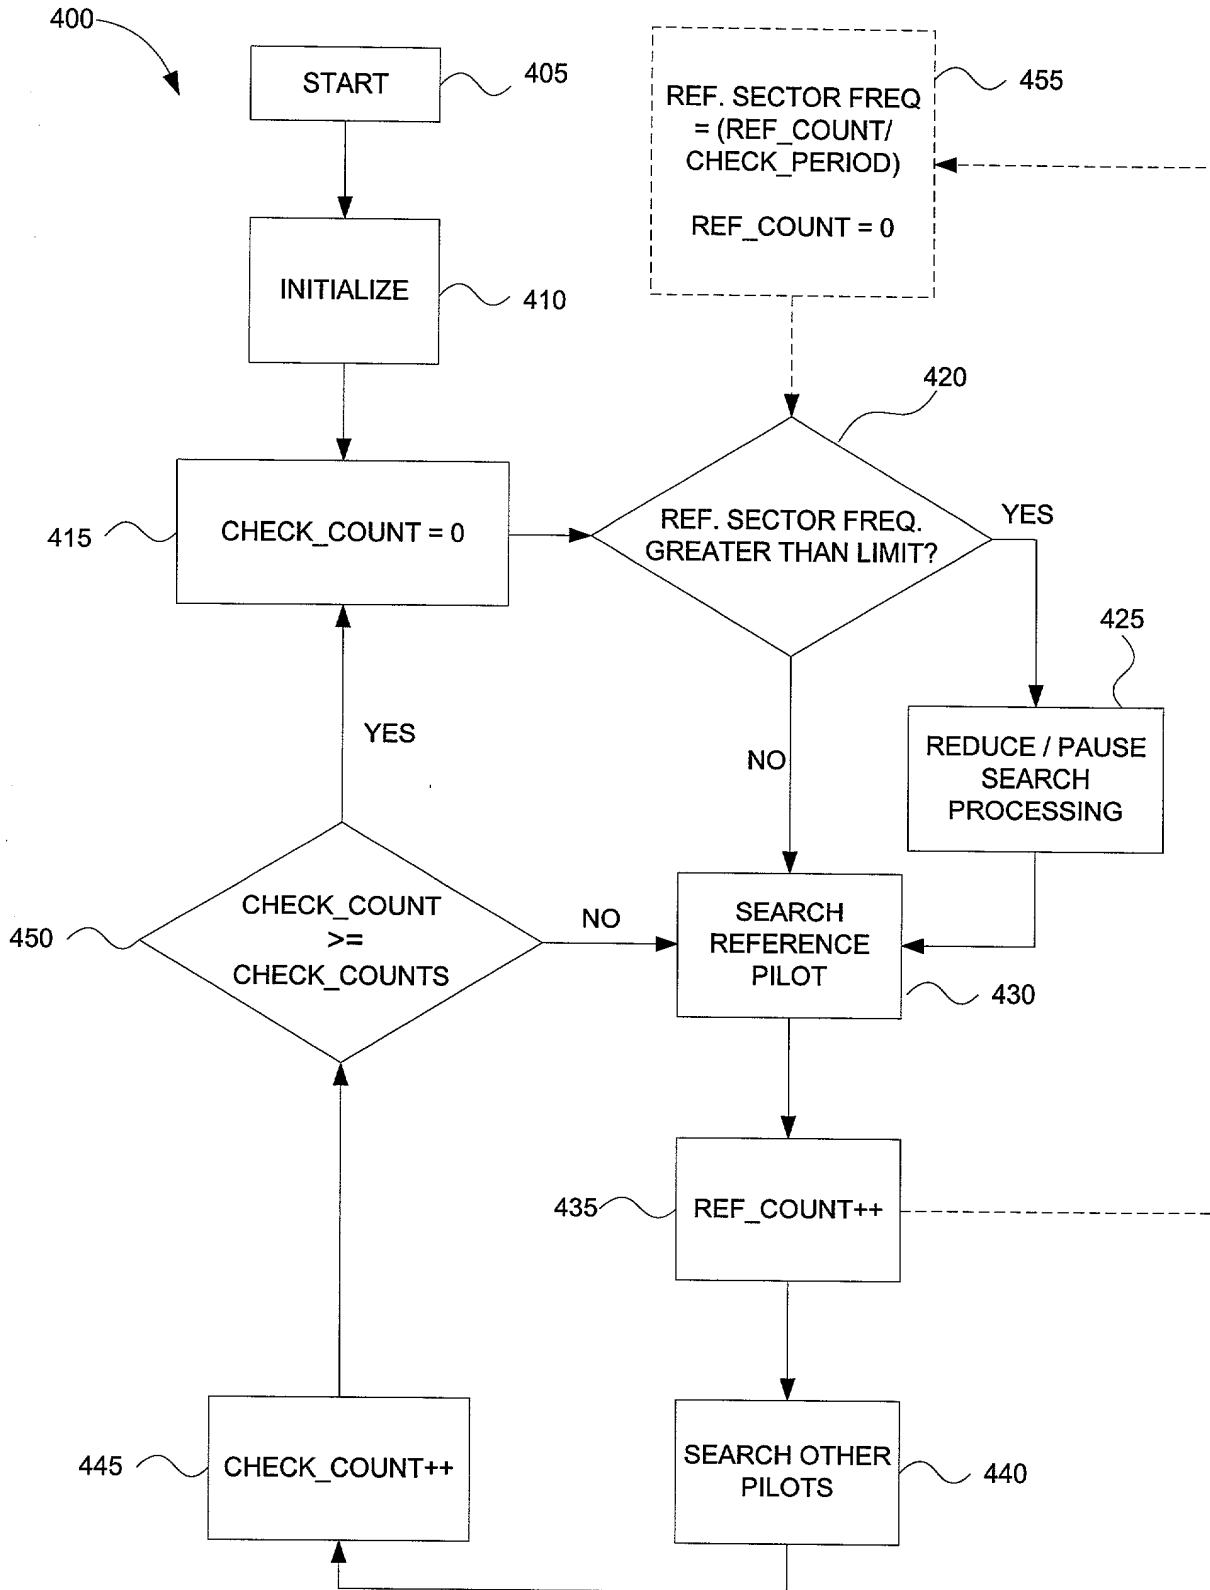 400
START
405
REF. SECTOR FREQ
= (REF_COUNT/
CHECK_PERIOD)
REF_COUNT = 0
455
INITIALIZE
410
420
415
CHECK_COUNT = 0
REF. SECTOR FREQ.
GREATER THAN LIMIT?
YES
425
REDUCE / PAUSE
SEARCH
PROCESSING
YES
NO
450
CHECK_COUNT
>=
CHECK_COUNTS
NO
SEARCH
REFERENCE
PILOT
430
435
REF_COUNT++
445
CHECK_COUNT++
SEARCH OTHER
PILOTS
440